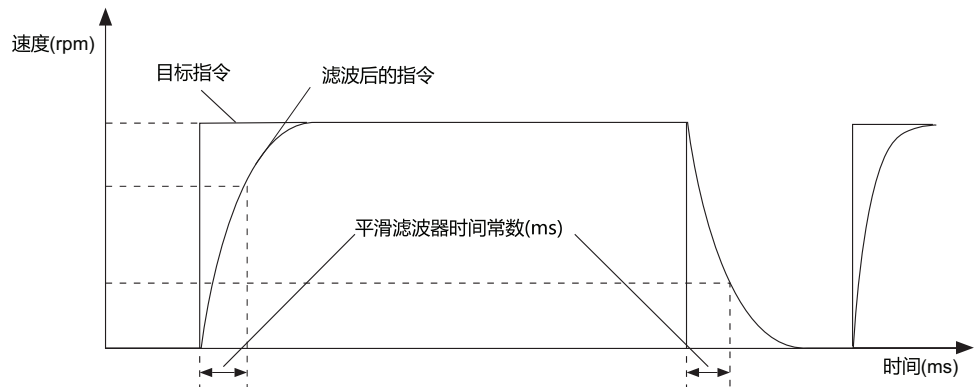 速度(rpm)
目标指令
滤波后的指令
平滑滤波器时间常数(ms)
时间(ms)